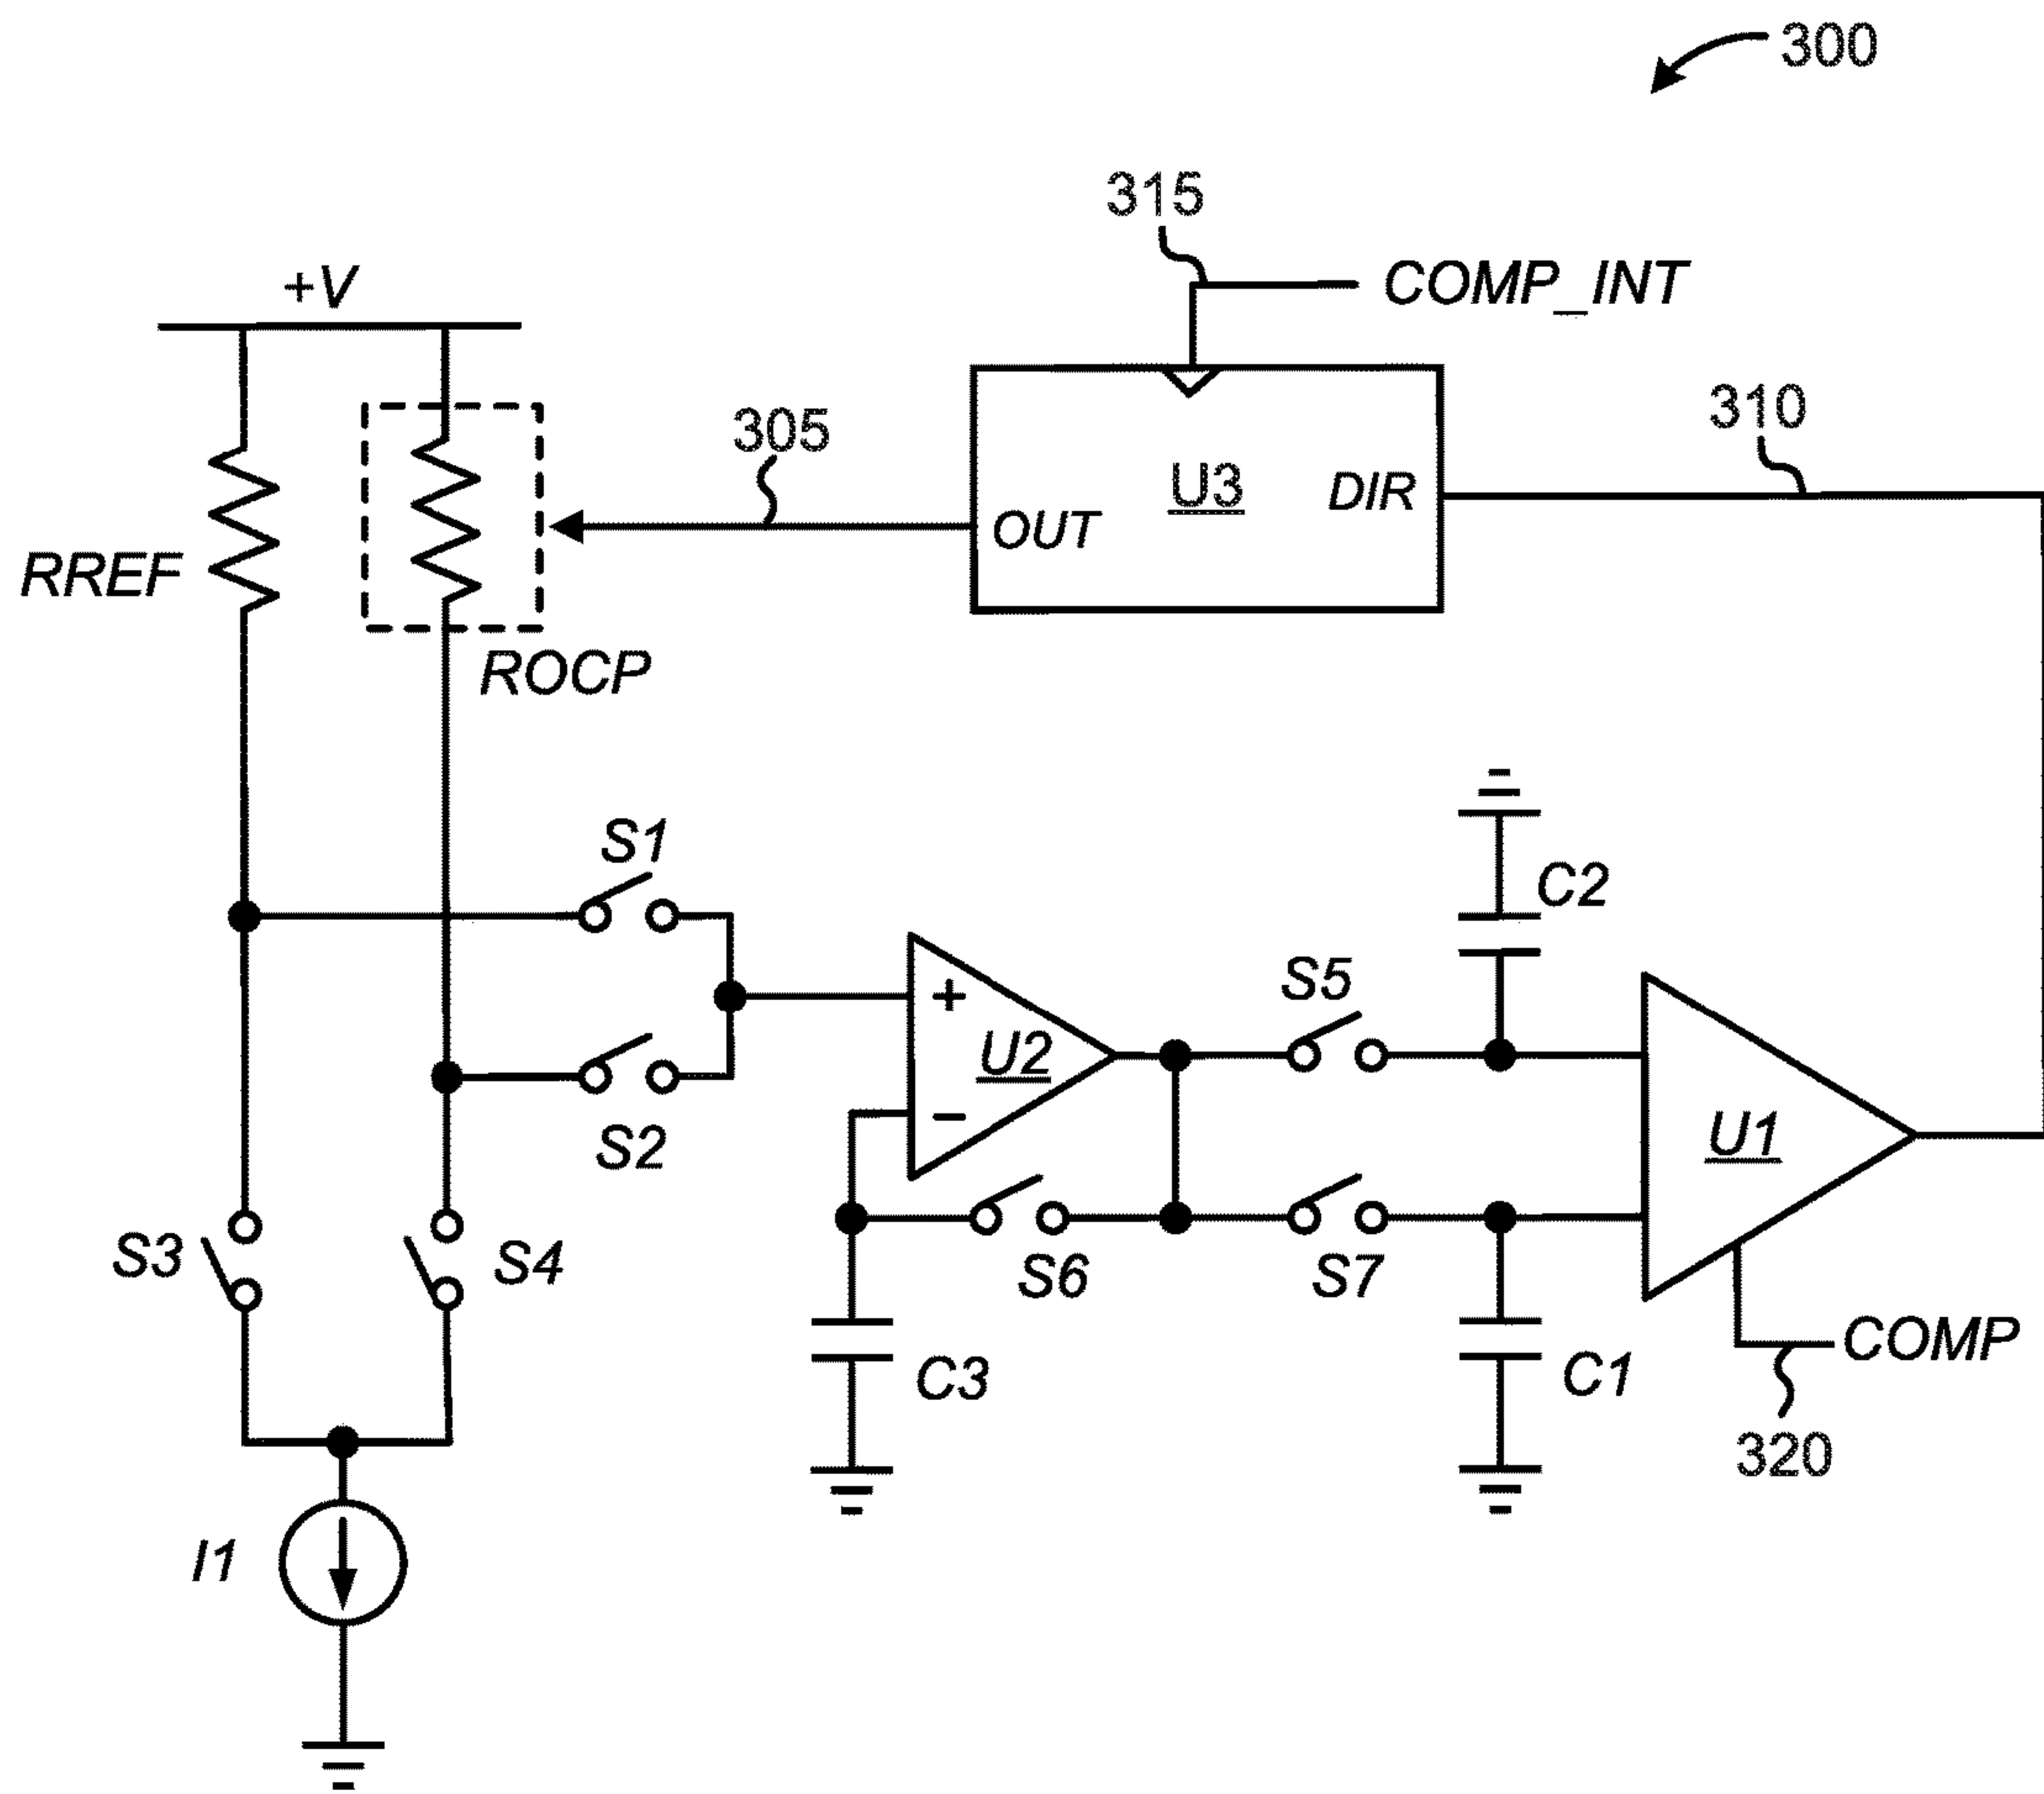 300
315
COMP_INT
+V
305
310
U3
DIR
OUT
RREF
ROCP
S1
C2
S5
U2
+
−
U1
S2
S3
S4
S6
S7
COMP
C3
C1
320
I1